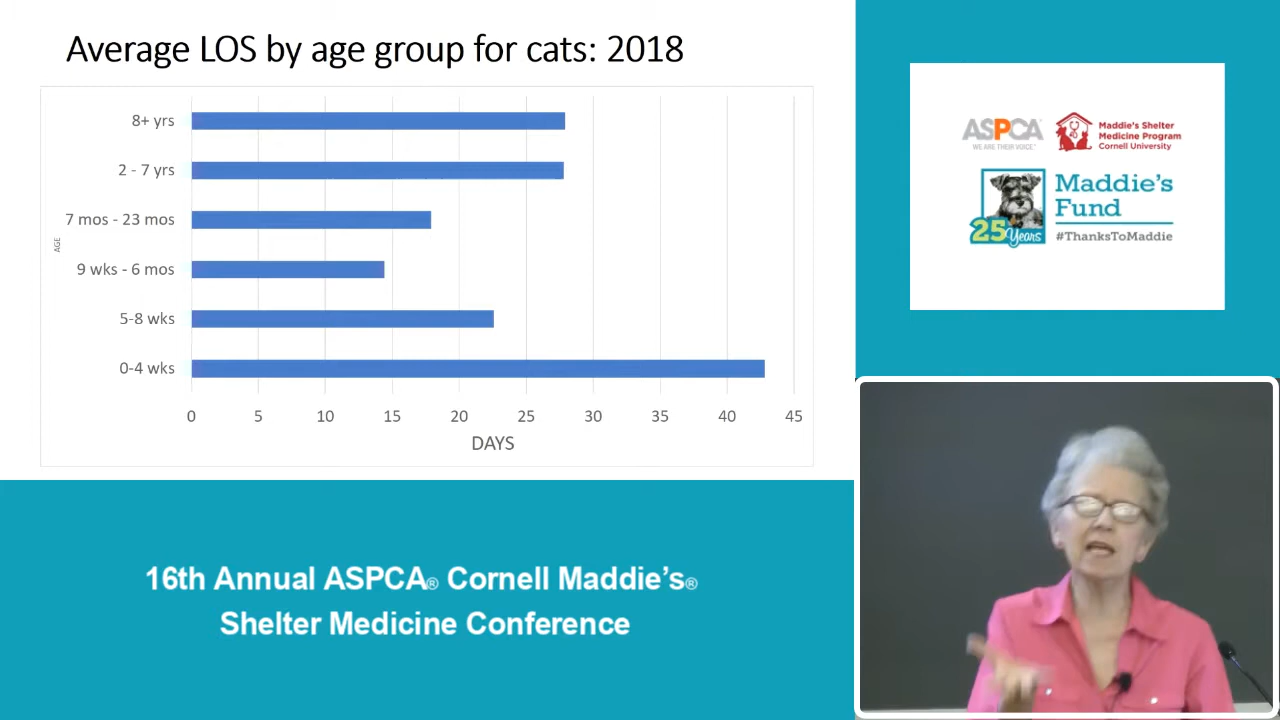 Average LOS by age group for cats: 2018
8+ yrs
2 - 7 yrs
7 mos - 23 mos
9 wks - 6 mos
5-8 wks
0-4 wks
AGE
0 5 10 15 20 25 30 35 40 45
DAYS
ASPCA
WE ARE THEIR VOICE
Maddie's Shelter
Medicine Program
Cornell University
25 Years
Maddie's
Fund
#ThanksToMaddie
16th Annual ASPCA® Cornell Maddie's®
Shelter Medicine Conference